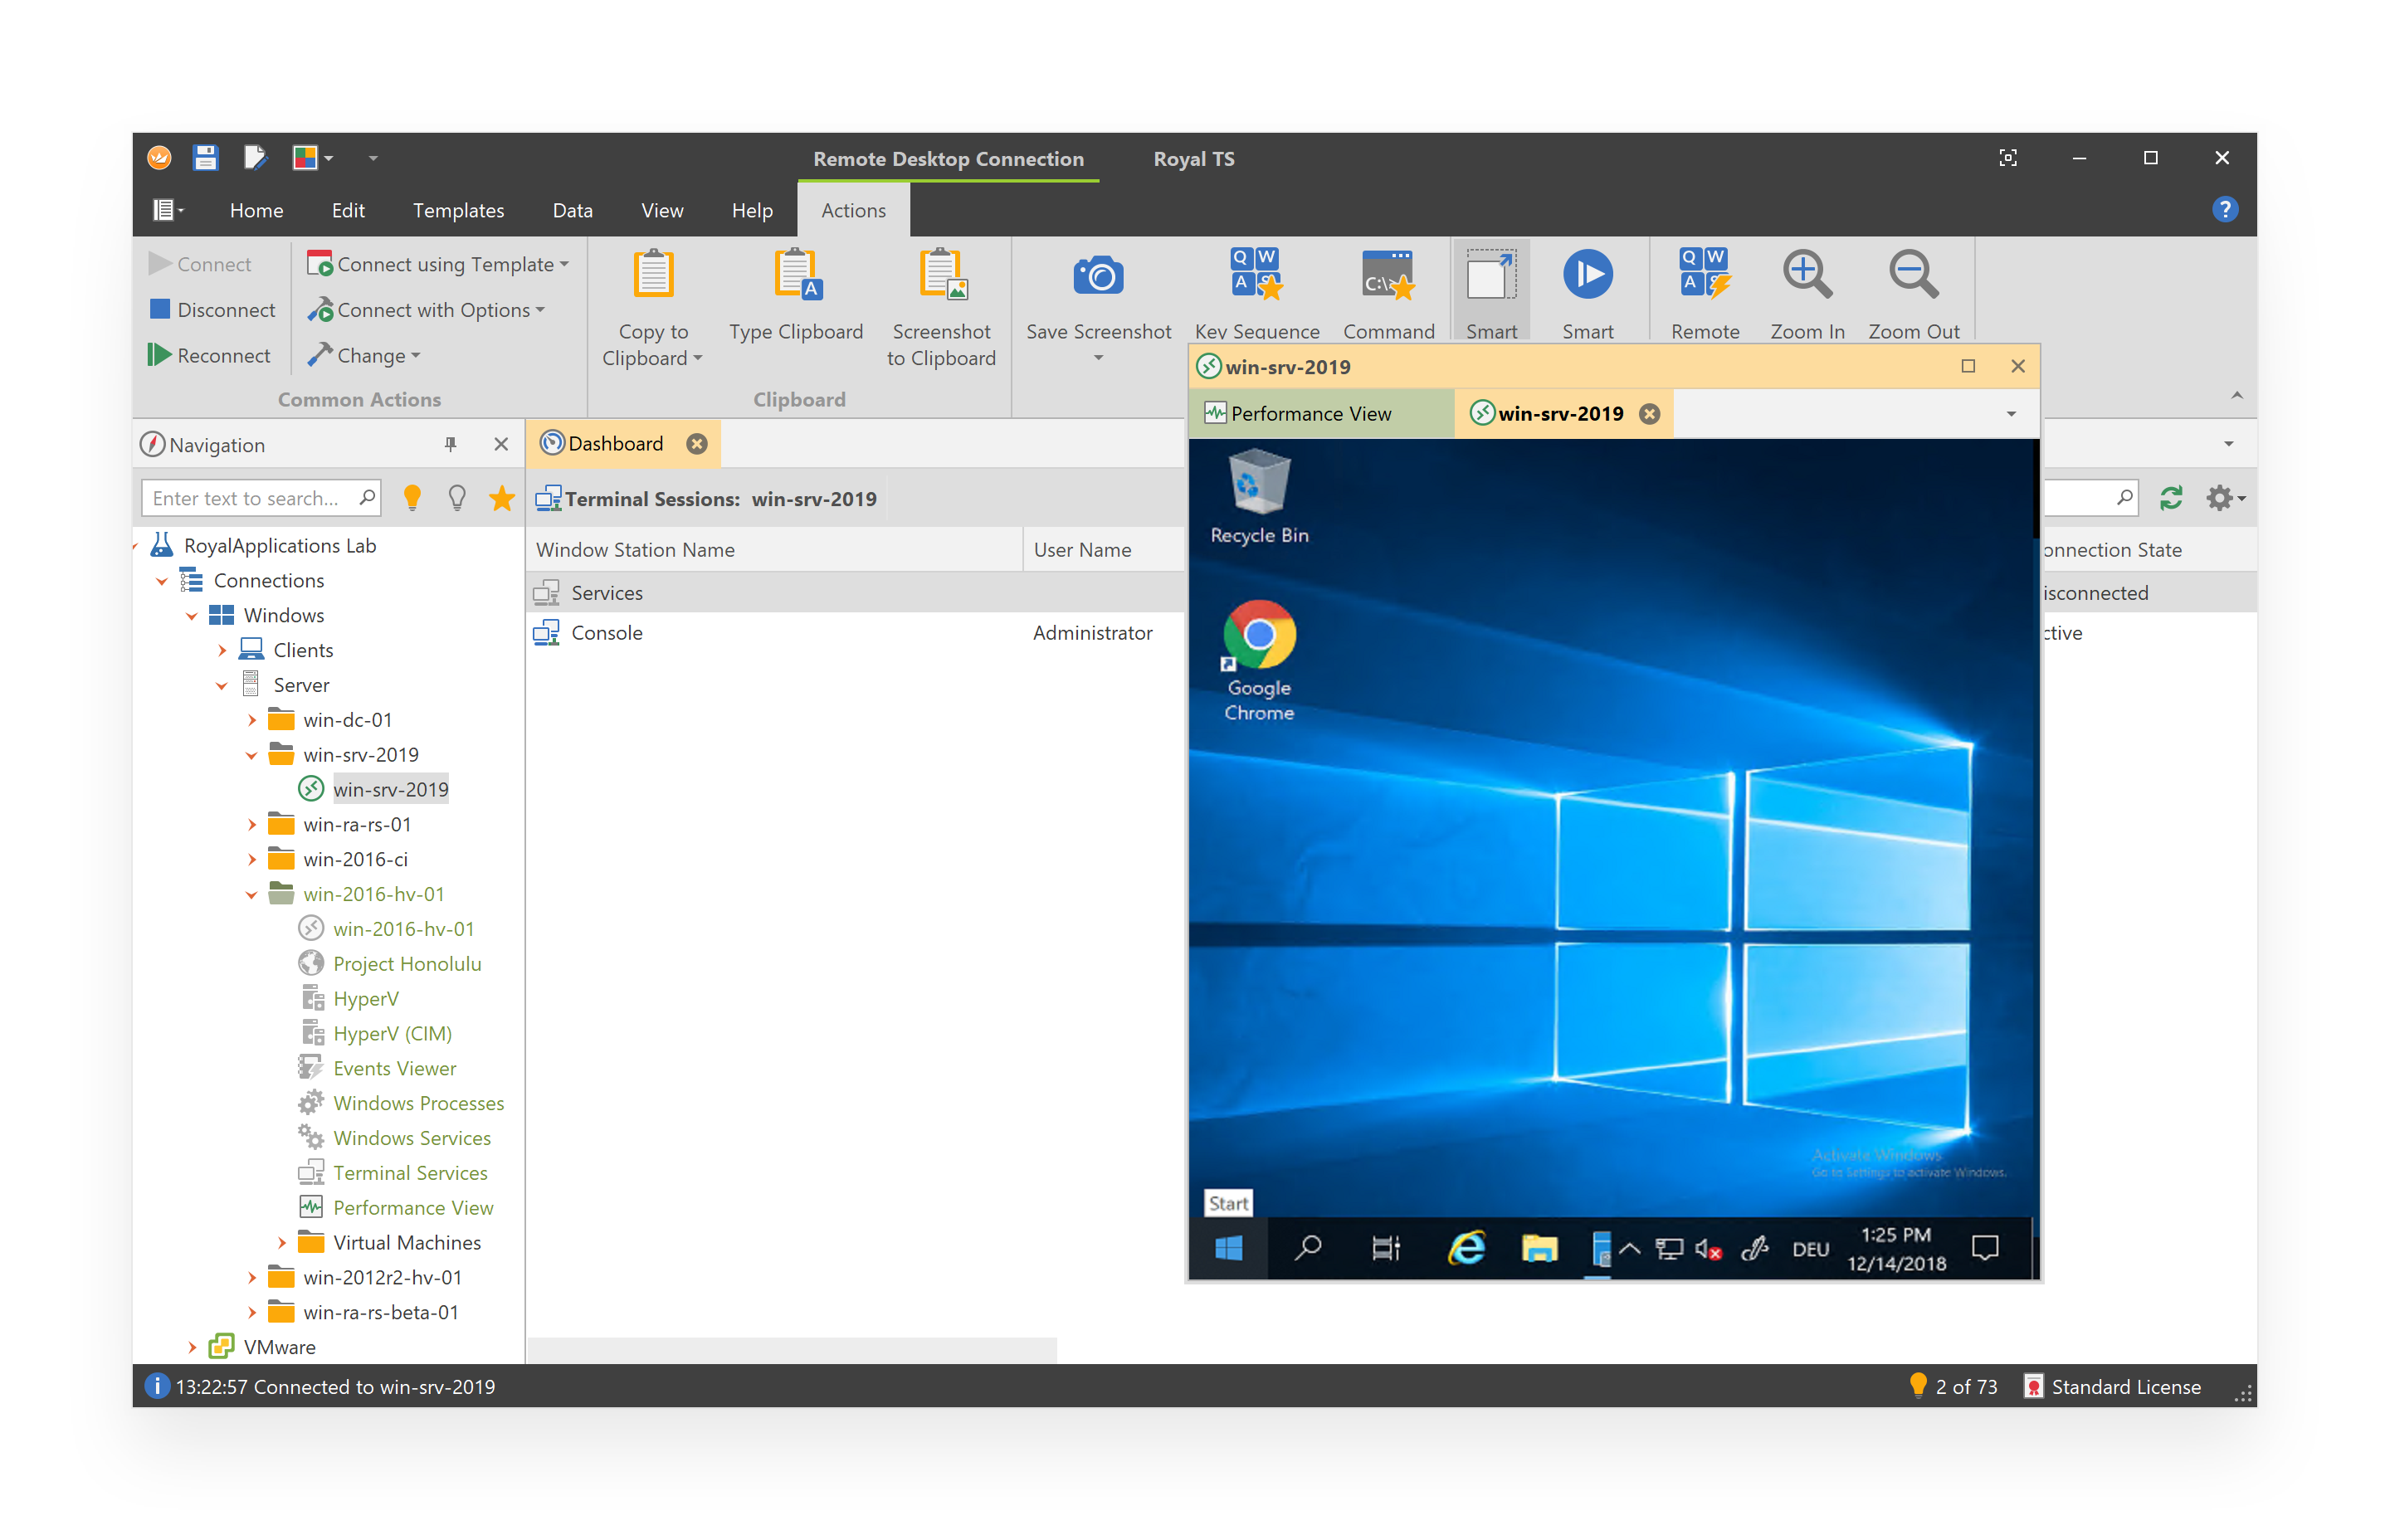 Remote Desktop Connection
Royal TS
Home
Edit
Templates
Data
View
Help
Actions
?
Connect
Disconnect
Reconnect
Connect using Template
Connect with Options
Change
Common Actions
Copy to
Clipboard
Type Clipboard
Screenshot
to Clipboard
Clipboard
Save Screenshot
Key Sequence
Command
Smart
Smart
Remote
Zoom In
Zoom Out
Navigation
Enter text to search...
RoyalApplications Lab
Connections
Windows
Clients
Server
win-dc-01
win-srv-2019
win-srv-2019
win-ra-rs-01
win-2016-ci
win-2016-hv-01
win-2016-hv-01
Project Honolulu
HyperV
HyperV (CIM)
Events Viewer
Windows Processes
Windows Services
Terminal Services
Performance View
Virtual Machines
win-2012r2-hv-01
win-ra-rs-beta-01
VMware
Dashboard
Terminal Sessions: win-srv-2019
Window Station Name
User Name
onnection State
Services
isconnected
Console
Administrator
ctive
win-srv-2019
Performance View
win-srv-2019
Recycle Bin
Google
Chrome
Activate Windows
Go to Settings to activate Windows.
Start
DEU
1:25 PM
12/14/2018
13:22:57 Connected to win-srv-2019
2 of 73
Standard License